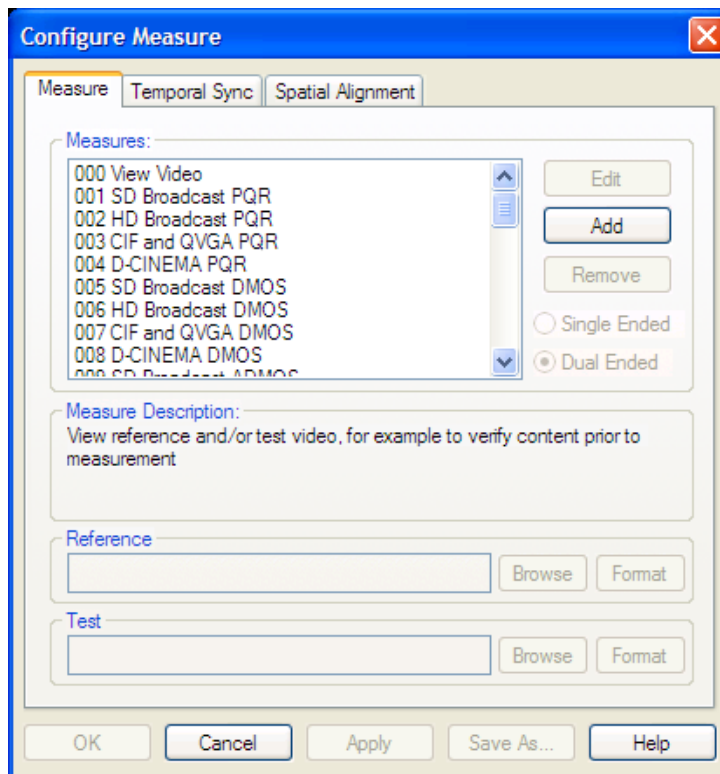 Configure Measure
Measure
Temporal Sync
Spatial Alignment
Measures:
000 View Video
001 SD Broadcast PQR
002 HD Broadcast PQR
003 CIF and QVGA PQR
004 D-CINEMA PQR
005 SD Broadcast DMOS
006 HD Broadcast DMOS
007 CIF and QVGA DMOS
008 D-CINEMA DMOS
009 SD Broadcast ADMOS
Edit
Add
Remove
Single Ended
Dual Ended
Measure Description:
View reference and/or test video, for example to verify content prior to
measurement
Reference
Browse
Format
Test
Browse
Format
OK
Cancel
Apply
Save As...
Help